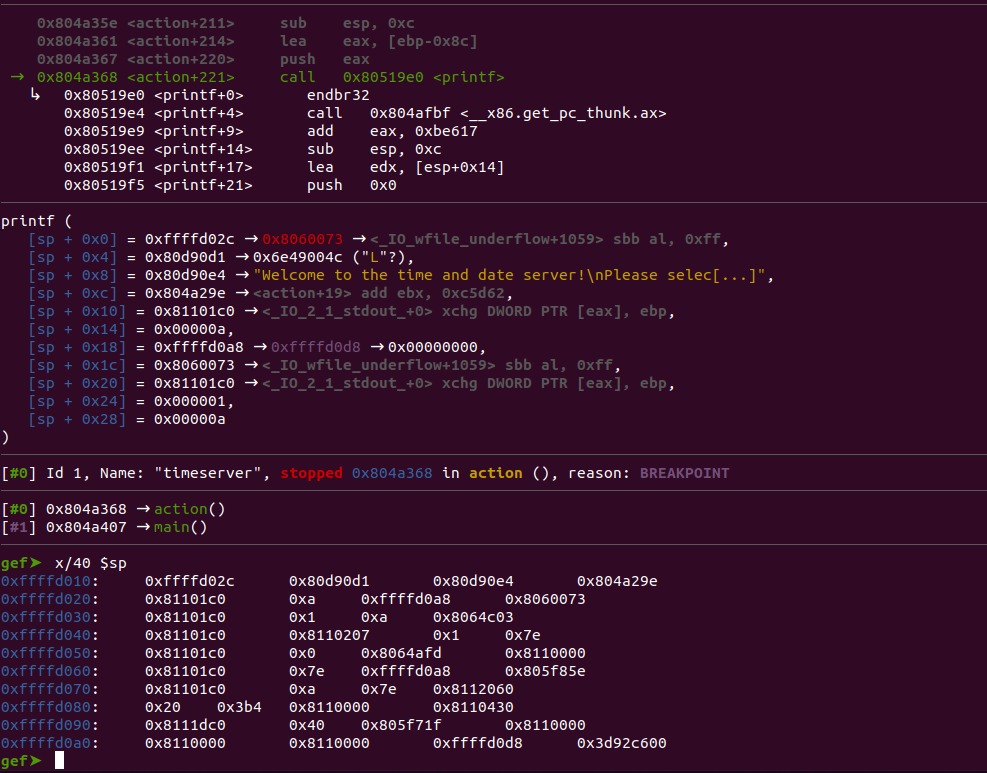 0x804a35e <action+211> sub esp, 0xc
0x804a361 <action+214> lea eax, [ebp-0x8c]
0x804a367 <action+220> push eax
→ 0x804a368 <action+221> call 0x80519e0 <printf>
↳ 0x80519e0 <printf+0> endbr32
0x80519e4 <printf+4> call 0x804afbf <__x86.get_pc_thunk.ax>
0x80519e9 <printf+9> add eax, 0xbe617
0x80519ee <printf+14> sub esp, 0xc
0x80519f1 <printf+17> lea edx, [esp+0x14]
0x80519f5 <printf+21> push 0x0
printf (
[sp + 0x0] = 0xffffd02c → 0x8060073 → <_IO_wfile_underflow+1059> sbb al, 0xff,
[sp + 0x4] = 0x80d90d1 → 0x6e49004c ("L"?),
[sp + 0x8] = 0x80d90e4 → "Welcome to the time and date server!\nPlease selec[...]",
[sp + 0xc] = 0x804a29e → <action+19> add ebx, 0xc5d62,
[sp + 0x10] = 0x81101c0 → <_IO_2_1_stdout_+0> xchg DWORD PTR [eax], ebp,
[sp + 0x14] = 0x00000a,
[sp + 0x18] = 0xffffd0a8 → 0xffffd0d8 → 0x00000000,
[sp + 0x1c] = 0x8060073 → <_IO_wfile_underflow+1059> sbb al, 0xff,
[sp + 0x20] = 0x81101c0 → <_IO_2_1_stdout_+0> xchg DWORD PTR [eax], ebp,
[sp + 0x24] = 0x000001,
[sp + 0x28] = 0x00000a
)
[#0] Id 1, Name: "timeserver", stopped 0x804a368 in action (), reason: BREAKPOINT
[#0] 0x804a368 → action()
[#1] 0x804a407 → main()
gef➤ x/40 $sp
0xffffd010: 0xffffd02c 0x80d90d1 0x80d90e4 0x804a29e
0xffffd020: 0x81101c0 0xa 0xffffd0a8 0x8060073
0xffffd030: 0x81101c0 0x1 0xa 0x8064c03
0xffffd040: 0x81101c0 0x8110207 0x1 0x7e
0xffffd050: 0x81101c0 0x0 0x8064afd 0x8110000
0xffffd060: 0x81101c0 0x7e 0xffffd0a8 0x805f85e
0xffffd070: 0x81101c0 0xa 0x7e 0x8112060
0xffffd080: 0x20 0x3b4 0x8110000 0x8110430
0xffffd090: 0x8111dc0 0x40 0x805f71f 0x8110000
0xffffd0a0: 0x8110000 0x8110000 0xffffd0d8 0x3d92c600
gef➤